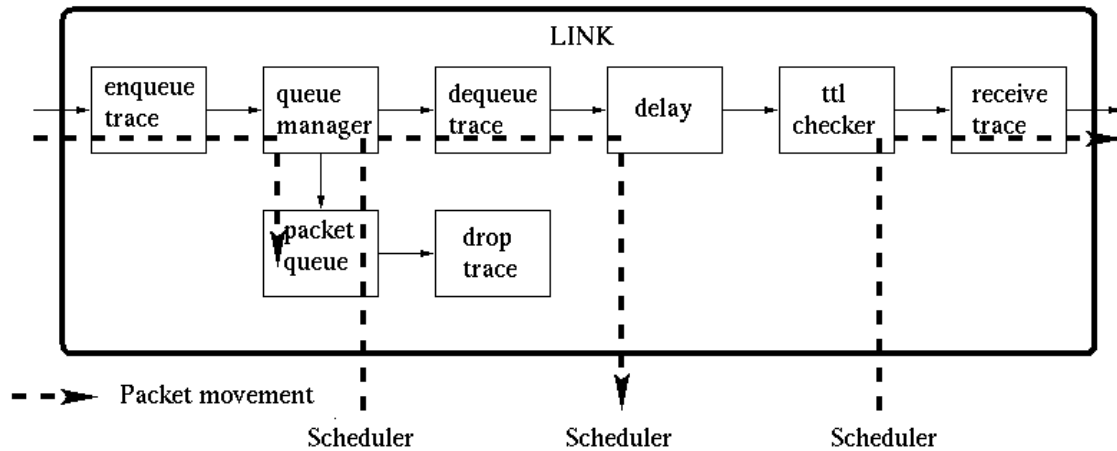 LINK
enqueue
trace
queue
manager
dequeue
trace
delay
ttl
checker
receive
trace
packet
queue
drop
trace
Packet movement
Scheduler
Scheduler
Scheduler